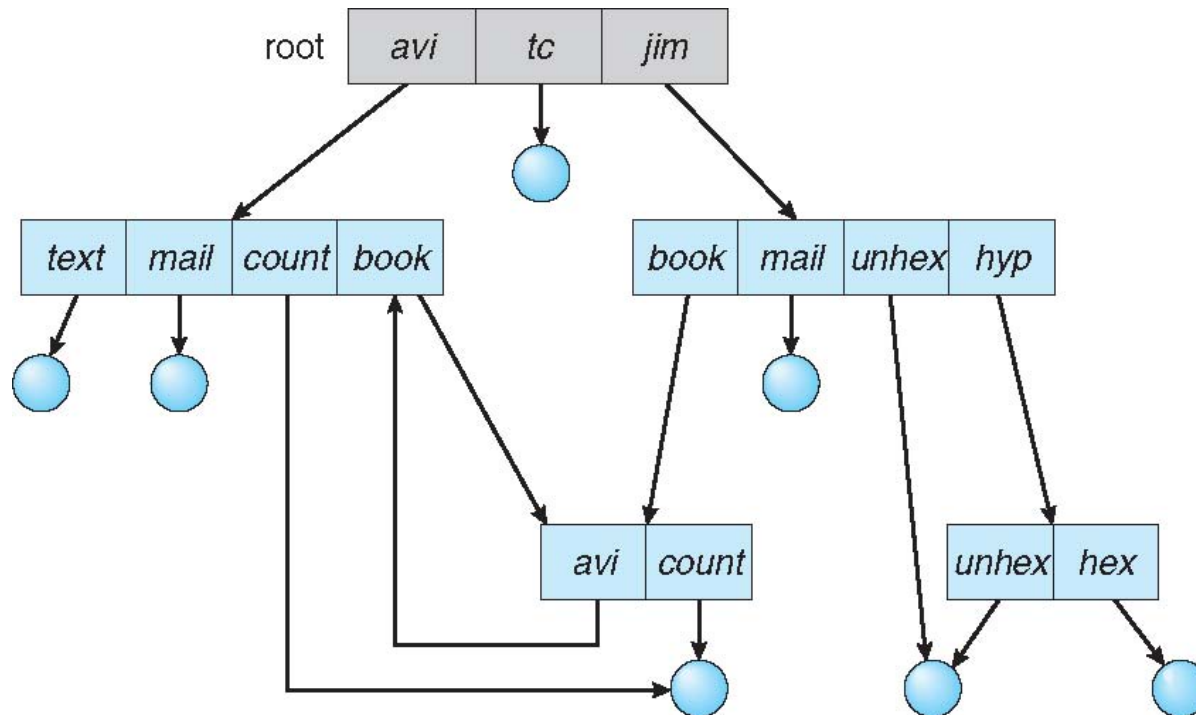 root avi tc jim
text mail count book book mail unhex hyp
avi count unhex hex